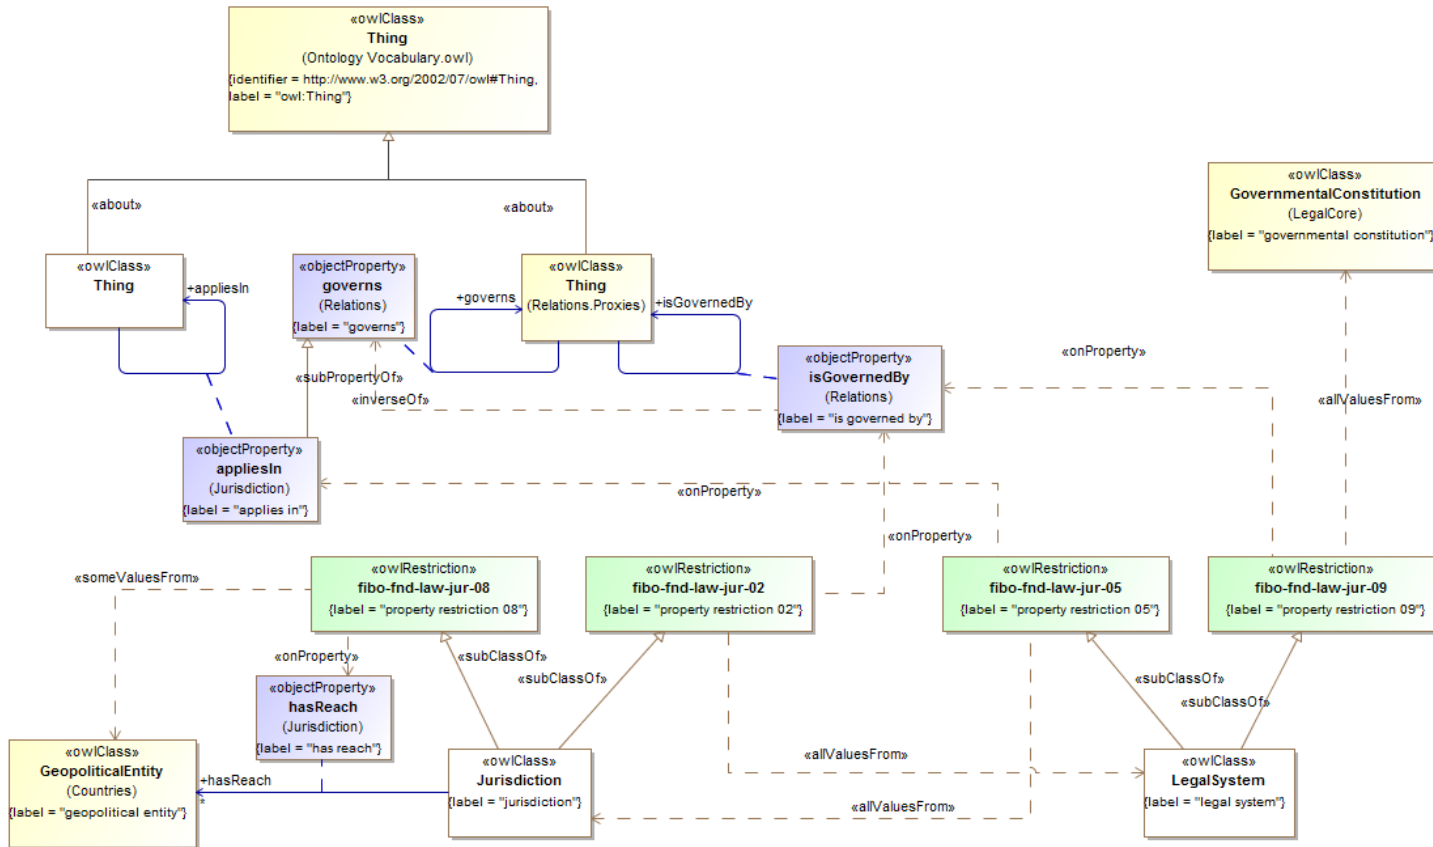 «owlClass»
Thing
(Ontology Vocabulary.owl)
{identifier = http://www.w3.org/2002/07/owl#Thing,
label = "owl:Thing"}
«about»
«about»
«owlClass»
Thing
+appliesIn
«objectProperty»
governs
(Relations)
{label = "governs"}
+governs
«owlClass»
Thing
(Relations.Proxies)
+isGovernedBy
«owlClass»
GovernmentalConstitution
(LegalCore)
{label = "governmental constitution"}
«subPropertyOf»
«inverseOf»
«objectProperty»
isGovernedBy
(Relations)
{label = "is governed by"}
«onProperty»
«allValuesFrom»
«objectProperty»
appliesIn
(Jurisdiction)
{label = "applies in"}
«onProperty»
«onProperty»
«someValuesFrom»
«owlRestriction»
fibo-fnd-law-jur-08
{label = "property restriction 08"}
«owlRestriction»
fibo-fnd-law-jur-02
{label = "property restriction 02"}
«owlRestriction»
fibo-fnd-law-jur-05
{label = "property restriction 05"}
«owlRestriction»
fibo-fnd-law-jur-09
{label = "property restriction 09"}
«onProperty»
«subClassOf»
«subClassOf»
«subClassOf»
«subClassOf»
«objectProperty»
hasReach
(Jurisdiction)
{label = "has reach"}
«owlClass»
GeopoliticalEntity
(Countries)
{label = "geopolitical entity"}
+hasReach
*
«owlClass»
Jurisdiction
{label = "jurisdiction"}
«allValuesFrom»
«allValuesFrom»
«owlClass»
LegalSystem
{label = "legal system"}